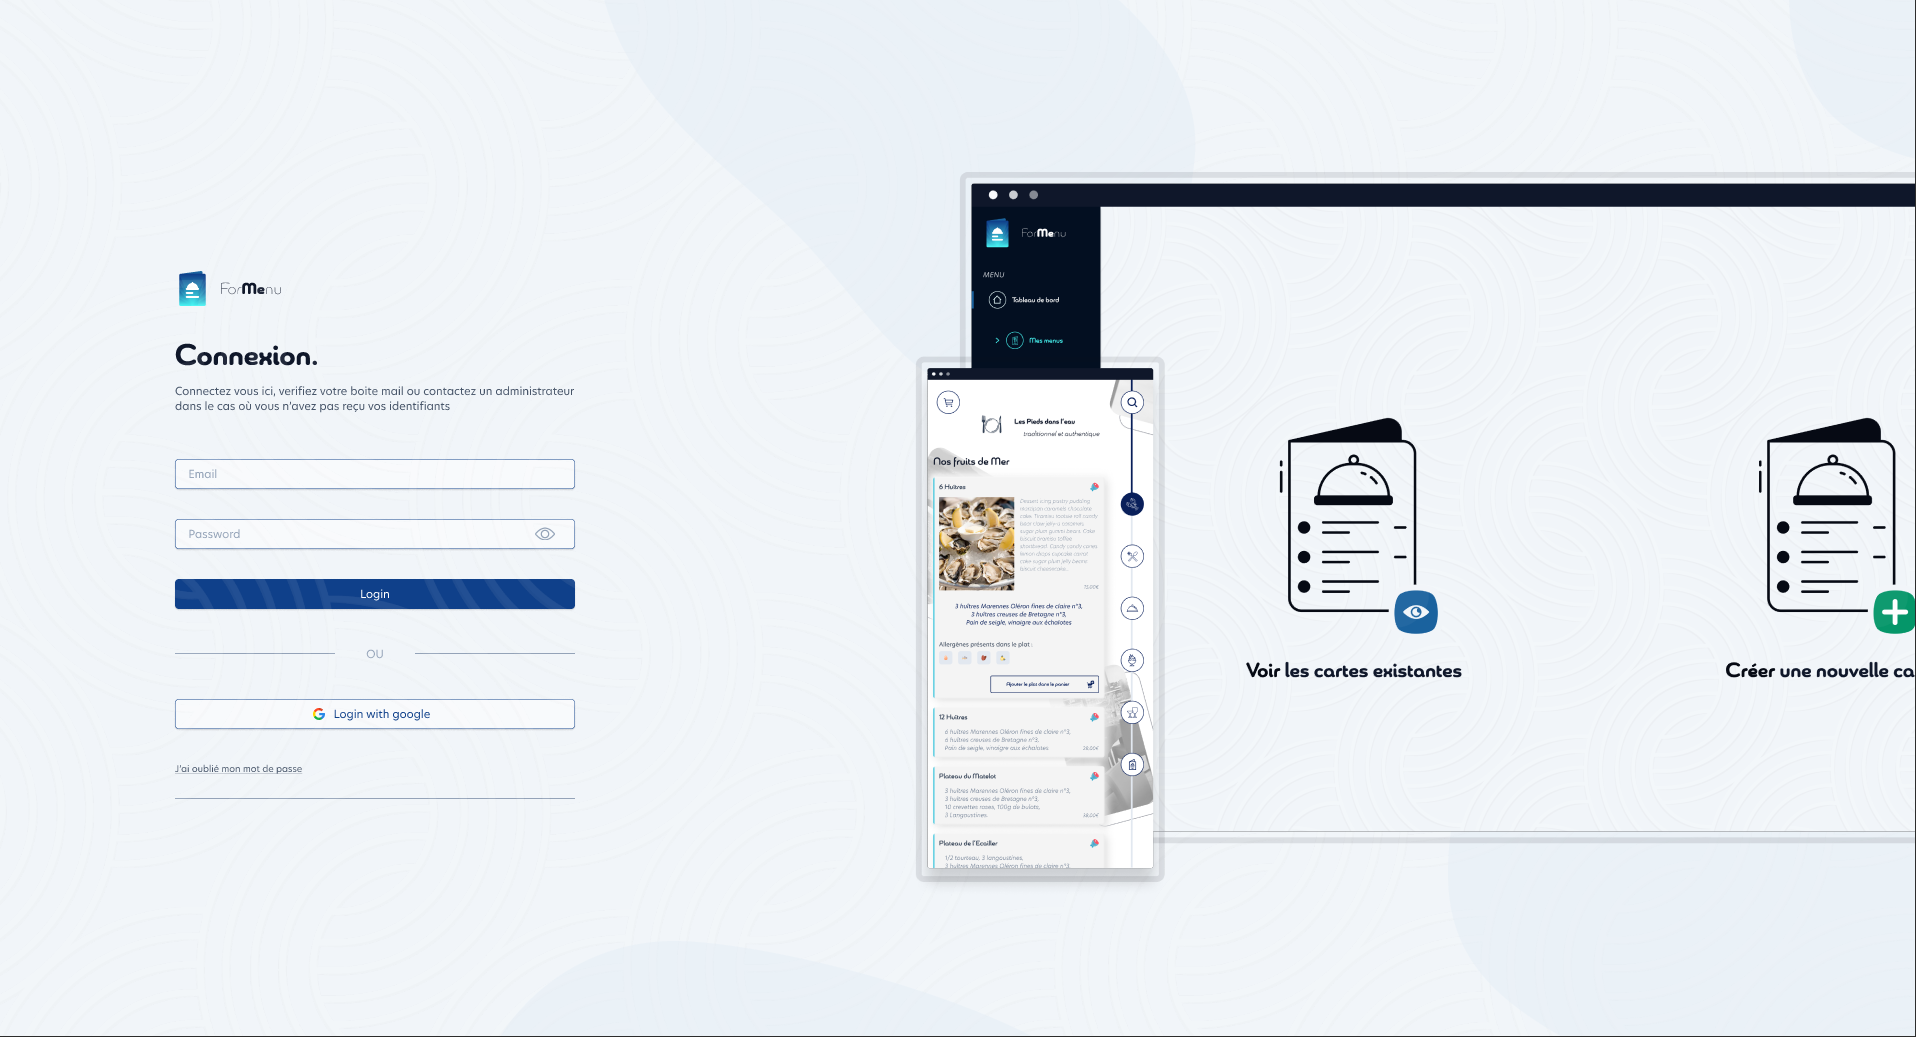 ForMenu
Connexion.
Connectez vous ici, verifiez votre boite mail ou contactez un administrateur
dans le cas où vous n'avez pas reçu vos identifiants
Email
Password
Login
OU
Login with google
J'ai oublié mon mot de passe
ForMenu
MENU
Tableau de bord
Mes menus
Les Pieds dans l'eau
traditionnel et authentique
Nos fruits de Mer
6 Huîtres
3 huîtres Marennes Oléron fines de claire n°3,
3 huîtres creuses de Bretagne n°3,
Pain de seigle, vinaigre aux échalotes
Allergènes présents dans le plat :
Ajouter le plat dans le panier
12 Huîtres
6 huîtres Marennes Oléron fines de claire n°3,
6 huîtres creuses de Bretagne n°3,
Pain de seigle, vinaigre aux échalotes
Plateau du Matelot
3 huîtres Marennes Oléron fines de claire n°3,
3 huîtres creuses de Bretagne n°3,
10 crevettes roses, 100g de bulots,
3 Langoustines.
Plateau de l'Ecailler
1/2 tourteau, 3 langoustines,
3 huîtres Marennes Oléron fines de claire n°3,
Voir les cartes existantes
Créer une nouvelle ca